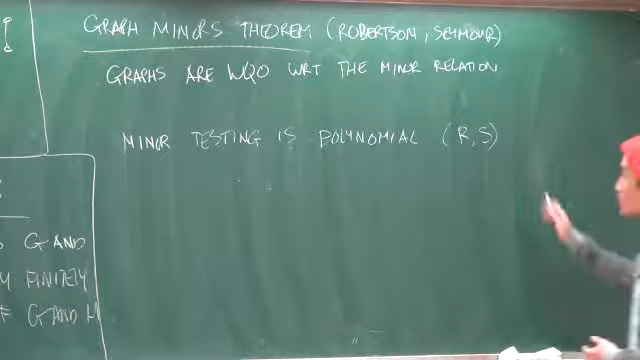 GRAPH MINORS THEOREM (ROBERTSON, SEYMOUR)
GRAPHS ARE WQO WRT THE MINOR RELATION
MINOR TESTING IS POLYNOMIAL (R,S)
G AND
FINITELY
F G AND H